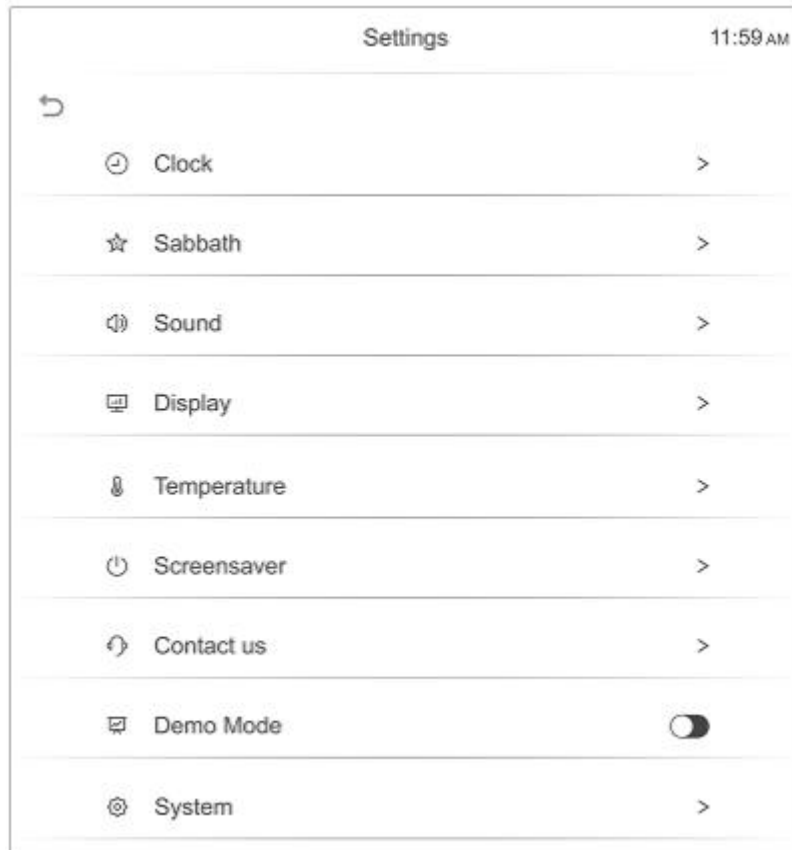 Settings 11:59 AM
Clock >
Sabbath >
Sound >
Display >
Temperature >
Screensaver >
Contact us >
Demo Mode
System >